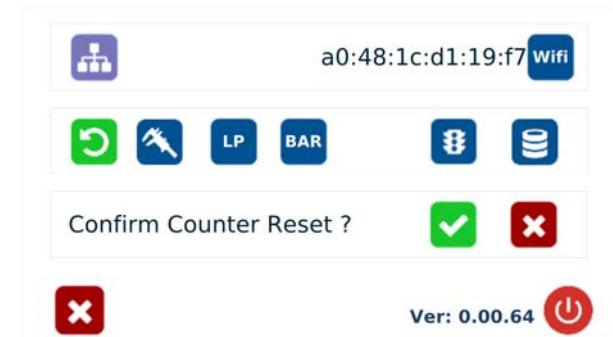 a0:48:1c:d1:19:f7 Wifi
LP BAR
Confirm Counter Reset ?
Ver: 0.00.64